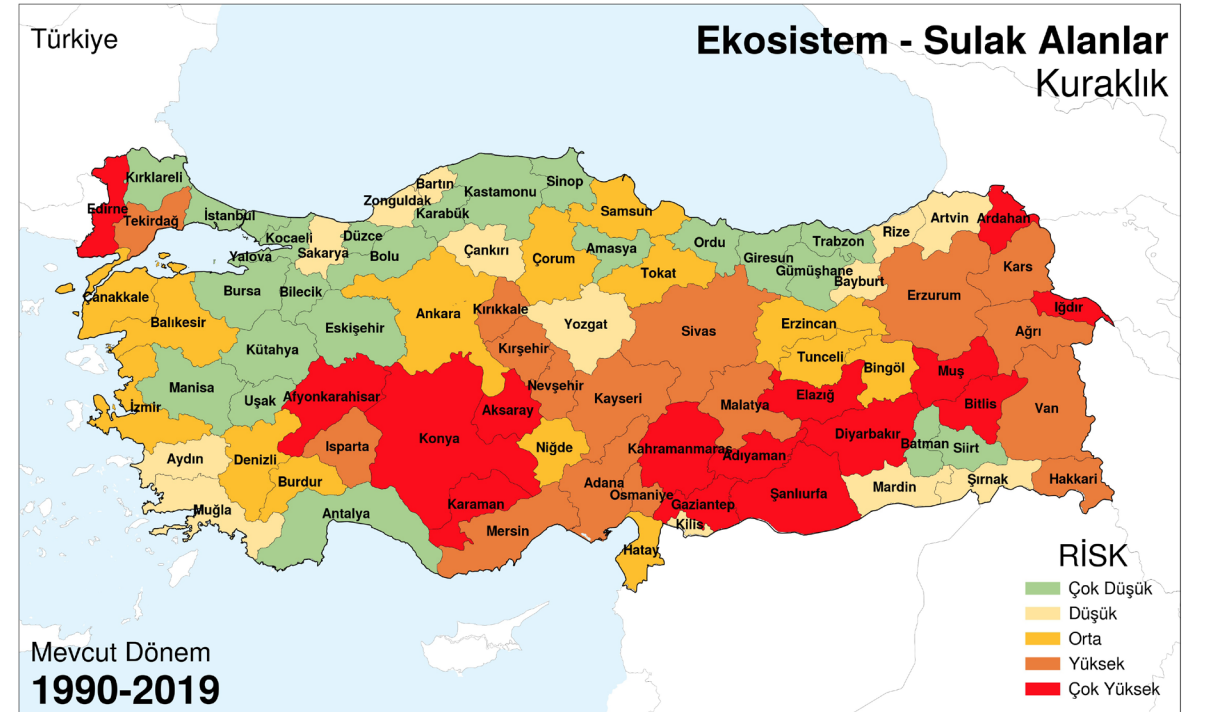 Türkiye
Ekosistem - Sulak Alanlar
Kuraklık
Kırklareli
Edirne
Tekirdağ
İstanbul
Kocaeli
Yalova
Sakarya
Düzce
Bolu
Zonguldak
Bartın
Karabük
Kastamonu
Sinop
Çankırı
Samsun
Çorum
Amasya
Tokat
Ordu
Giresun
Gümüşhane
Trabzon
Bayburt
Rize
Artvin
Ardahan
Kars
Iğdır
Ağrı
Erzurum
Çanakkale
Balıkesir
Bursa
Bilecik
Eskişehir
Kütahya
Ankara
Kırıkkale
Kırşehir
Yozgat
Sivas
Erzincan
Tunceli
Bingöl
Muş
Bitlis
Van
İzmir
Manisa
Uşak
Afyonkarahisar
Konya
Aksaray
Nevşehir
Kayseri
Malatya
Elazığ
Diyarbakır
Batman
Siirt
Aydın
Denizli
Isparta
Burdur
Niğde
Kahramanmaraş
Adıyaman
Şanlıurfa
Mardin
Şırnak
Hakkari
Muğla
Antalya
Karaman
Mersin
Adana
Osmaniye
Gaziantep
Kilis
Hatay
RİSK
Çok Düşük
Düşük
Orta
Yüksek
Çok Yüksek
Mevcut Dönem
1990-2019